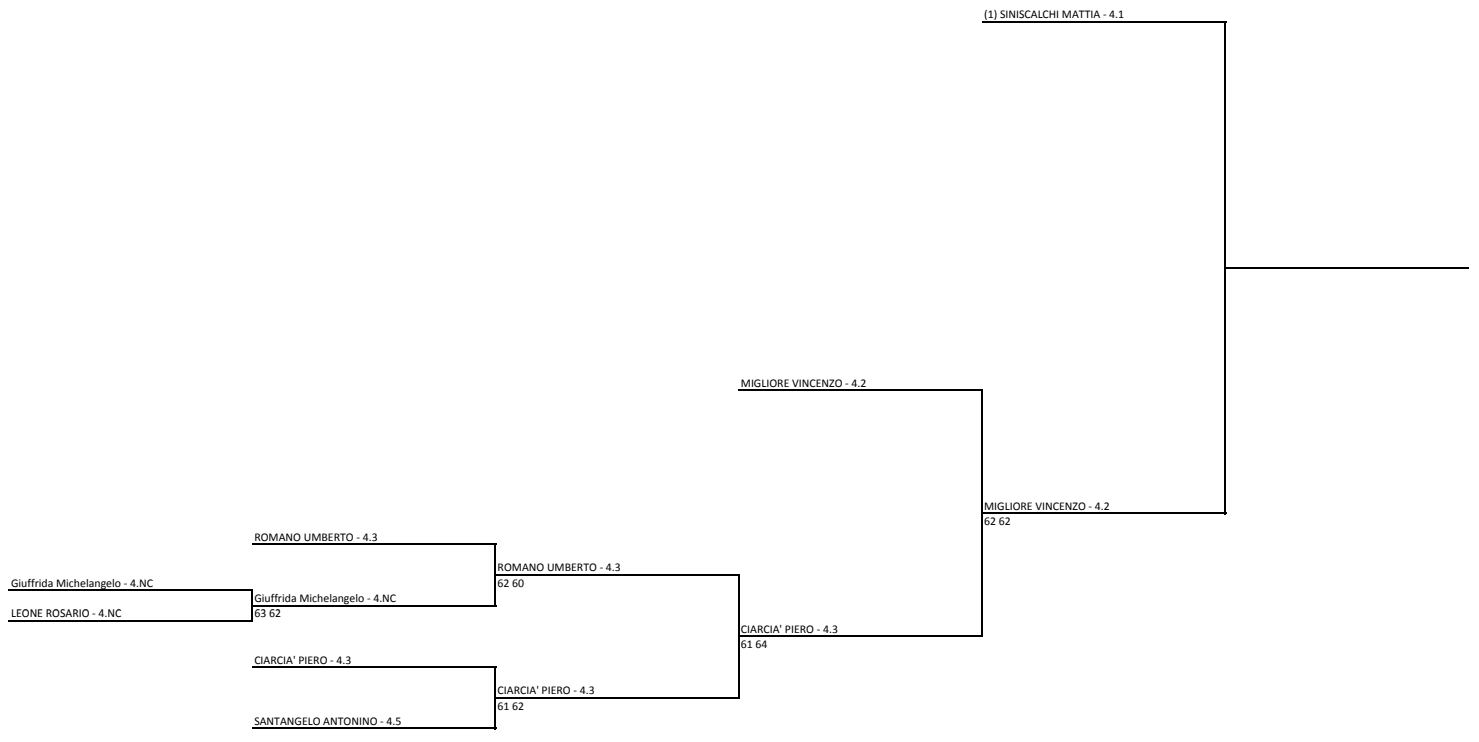 (1) SINISCALCHI MATTIA - 4.1
MIGLIORE VINCENZO - 4.2
MIGLIORE VINCENZO - 4.2
62 62
ROMANO UMBERTO - 4.3
ROMANO UMBERTO - 4.3
62 60
Giuffrida Michelangelo - 4.NC
Giuffrida Michelangelo - 4.NC
63 62
LEONE ROSARIO - 4.NC
CIARCIA' PIERO - 4.3
61 64
CIARCIA' PIERO - 4.3
CIARCIA' PIERO - 4.3
61 62
SANTANGELO ANTONINO - 4.5